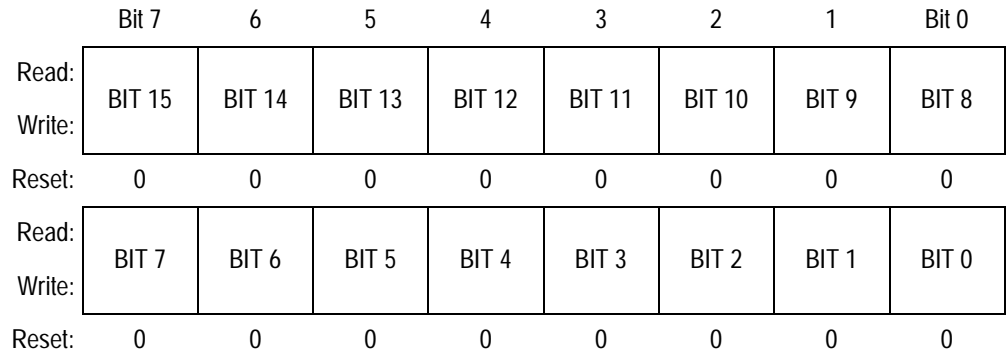 Bit 7 6 5 4 3 2 1 Bit 0
Read:
BIT 15 BIT 14 BIT 13 BIT 12 BIT 11 BIT 10 BIT 9 BIT 8
Write:
Reset: 0 0 0 0 0 0 0 0
Read:
BIT 7 BIT 6 BIT 5 BIT 4 BIT 3 BIT 2 BIT 1 BIT 0
Write:
Reset: 0 0 0 0 0 0 0 0